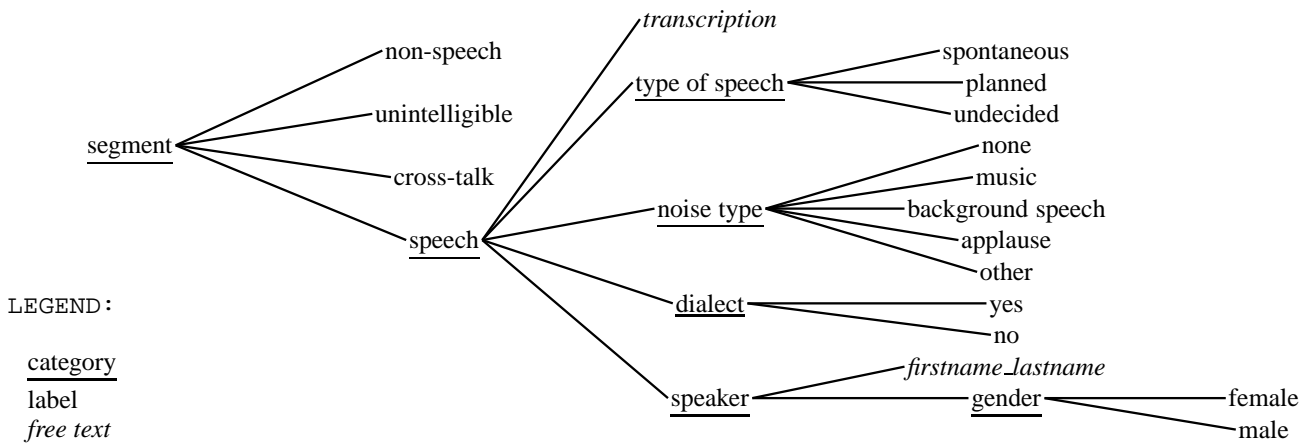 transcription
non-speech
spontaneous
type of speech
planned
unintelligible
undecided
segment
none
cross-talk
music
noise type
background speech
speech
applause
other
LEGEND:
dialect
yes
no
category
firstname_lastname
label
speaker
gender
female
free text
male